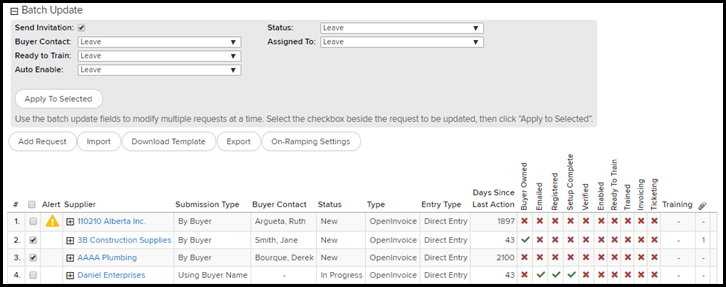 Batch Update
Send Invitation: Status: Leave
Buyer Contact: Leave Assigned To: Leave
Ready to Train: Leave
Auto Enable: Leave
Apply To Selected
Use the batch update fields to modify multiple requests at a time. Select the checkbox beside the request to be updated, then click "Apply to Selected".
Add Request Import Download Template Export On-Ramping Settings
# Alert Supplier Submission Type Buyer Contact Status Type Entry Type Days Since Last Action Buyer Owned Emailed Registered Setup Complete Verified Enabled Ready To Train Trained Invoicing Ticketing Training
1. 110210 Alberta Inc. By Buyer Argueta, Ruth New OpenInvoice Direct Entry 1897 - -
2. 3B Construction Supplies By Buyer Smith, Jane New OpenInvoice Direct Entry 43 - 1
3. AAAA Plumbing By Buyer Bourque, Derek New OpenInvoice Direct Entry 2100 - -
4. Daniel Enterprises Using Buyer Name - In Progress OpenInvoice Direct Entry 43 - -